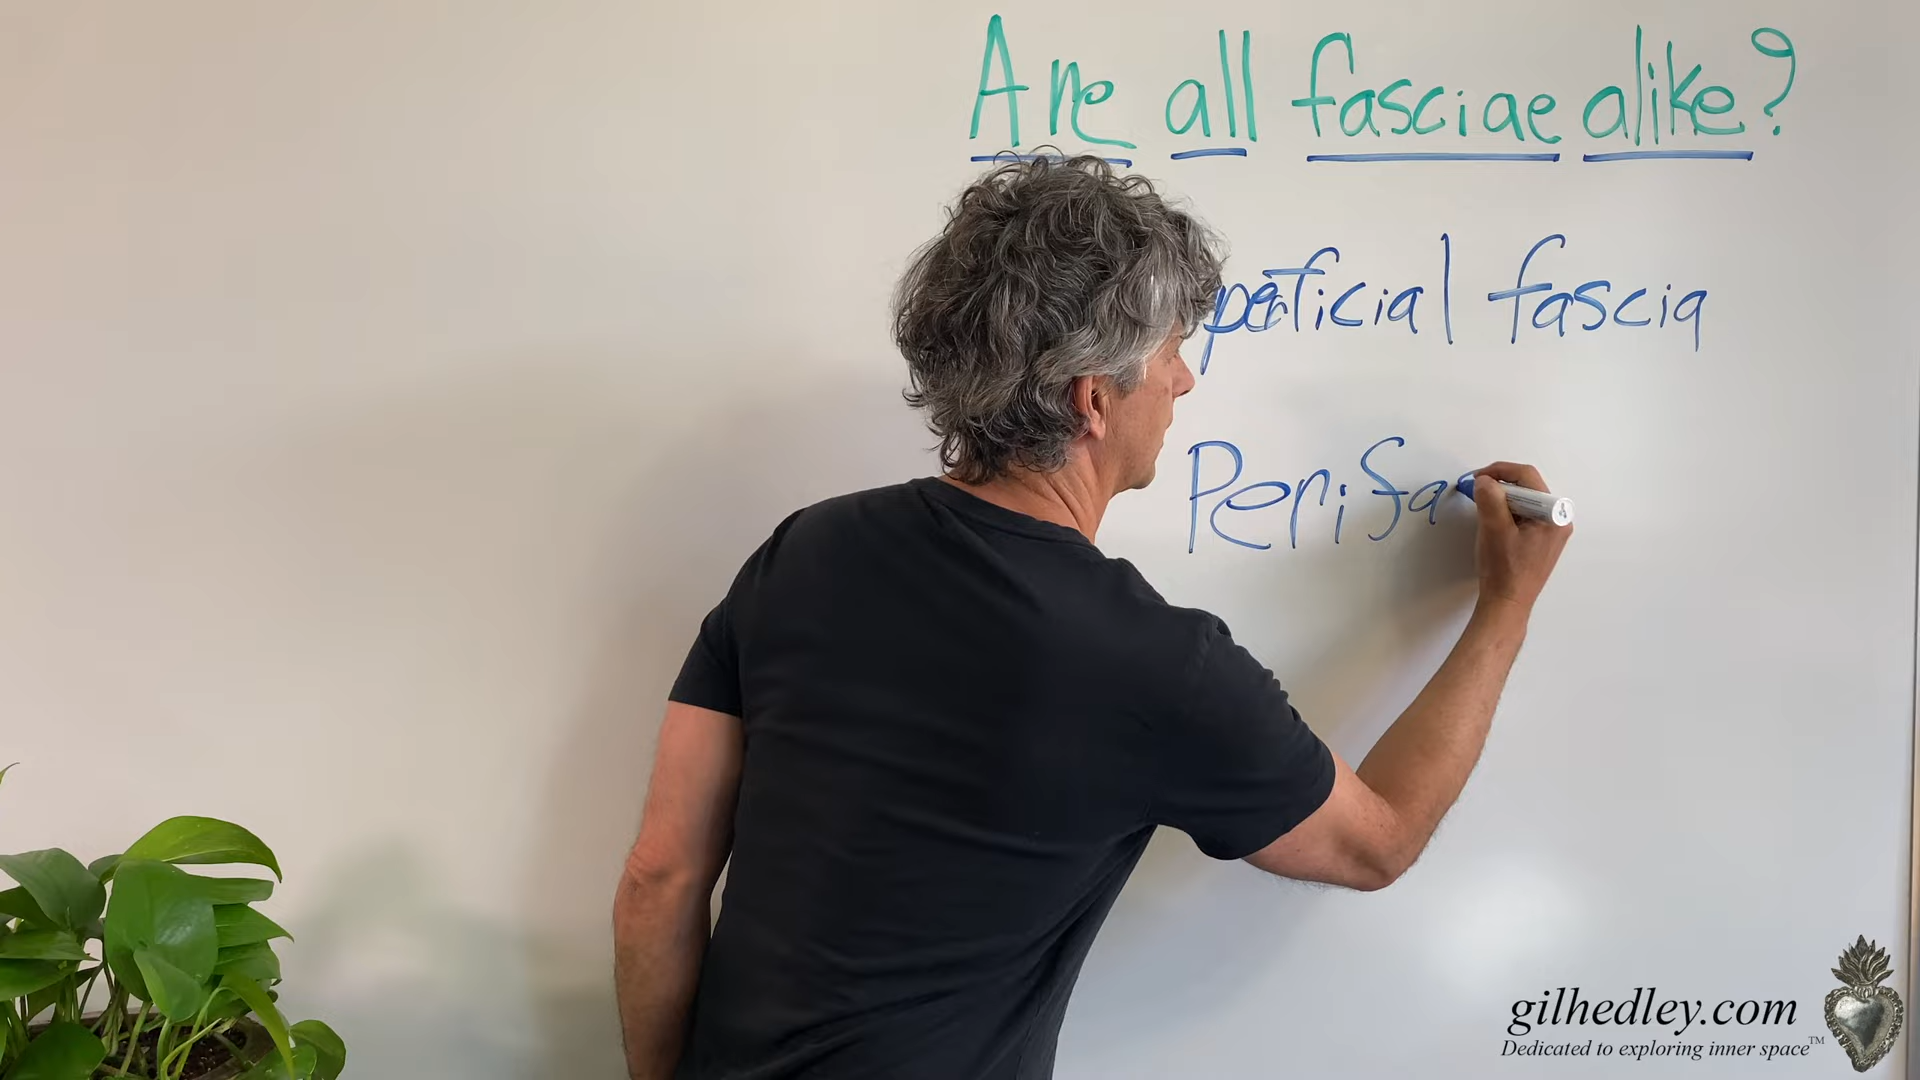 Are all fasciae alike?
perficial fascia
Perifa
gilhedley.com
Dedicated to exploring inner space™